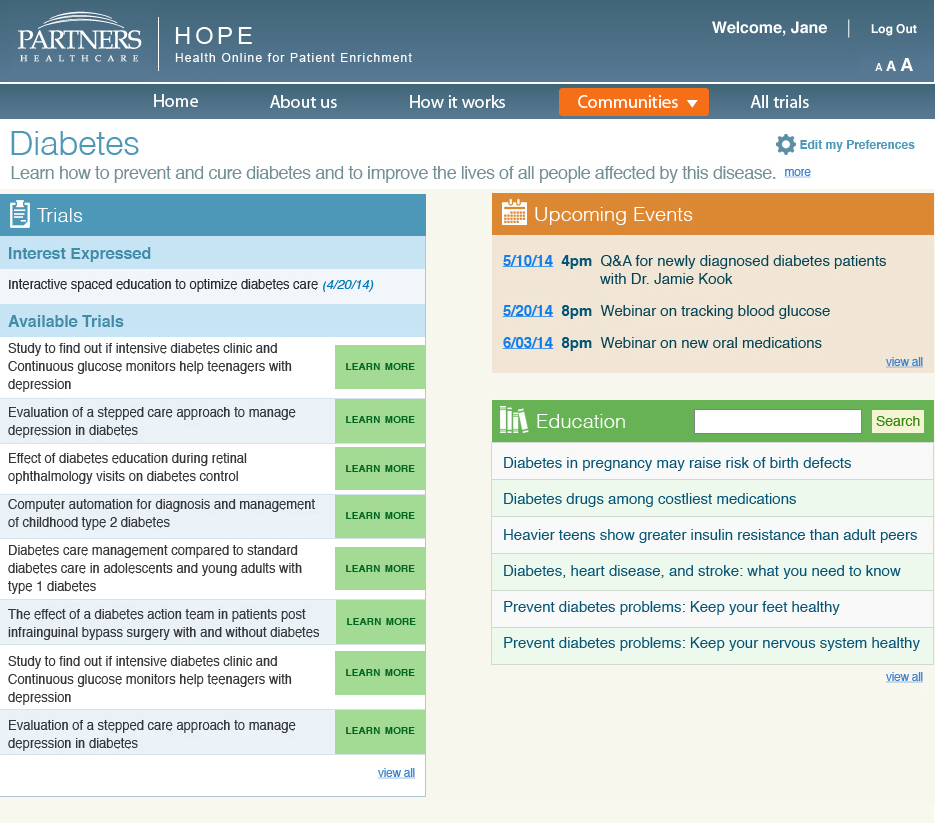 PARTNERS
HEALTHCARE
HOPE
Health Online for Patient Enrichment
Welcome, Jane
Log Out
A A A
Home
About us
How it works
Communities
All trials
Diabetes
Edit my Preferences
Learn how to prevent and cure diabetes and to improve the lives of all people affected by this disease. more
Trials
Interest Expressed
Interactive spaced education to optimize diabetes care (4/20/14)
Available Trials
Study to find out if intensive diabetes clinic and
Continuous glucose monitors help teenagers with
depression
LEARN MORE
Evaluation of a stepped care approach to manage
depression in diabetes
LEARN MORE
Effect of diabetes education during retinal
ophthalmology visits on diabetes control
LEARN MORE
Computer automation for diagnosis and management
of childhood type 2 diabetes
LEARN MORE
Diabetes care management compared to standard
diabetes care in adolescents and young adults with
type 1 diabetes
LEARN MORE
The effect of a diabetes action team in patients post
infrainguinal bypass surgery with and without diabetes
LEARN MORE
Study to find out if intensive diabetes clinic and
Continuous glucose monitors help teenagers with
depression
LEARN MORE
Evaluation of a stepped care approach to manage
depression in diabetes
LEARN MORE
view all
Upcoming Events
5/10/14 4pm Q&A for newly diagnosed diabetes patients
with Dr. Jamie Kook
5/20/14 8pm Webinar on tracking blood glucose
6/03/14 8pm Webinar on new oral medications
view all
Education
Search
Diabetes in pregnancy may raise risk of birth defects
Diabetes drugs among costliest medications
Heavier teens show greater insulin resistance than adult peers
Diabetes, heart disease, and stroke: what you need to know
Prevent diabetes problems: Keep your feet healthy
Prevent diabetes problems: Keep your nervous system healthy
view all